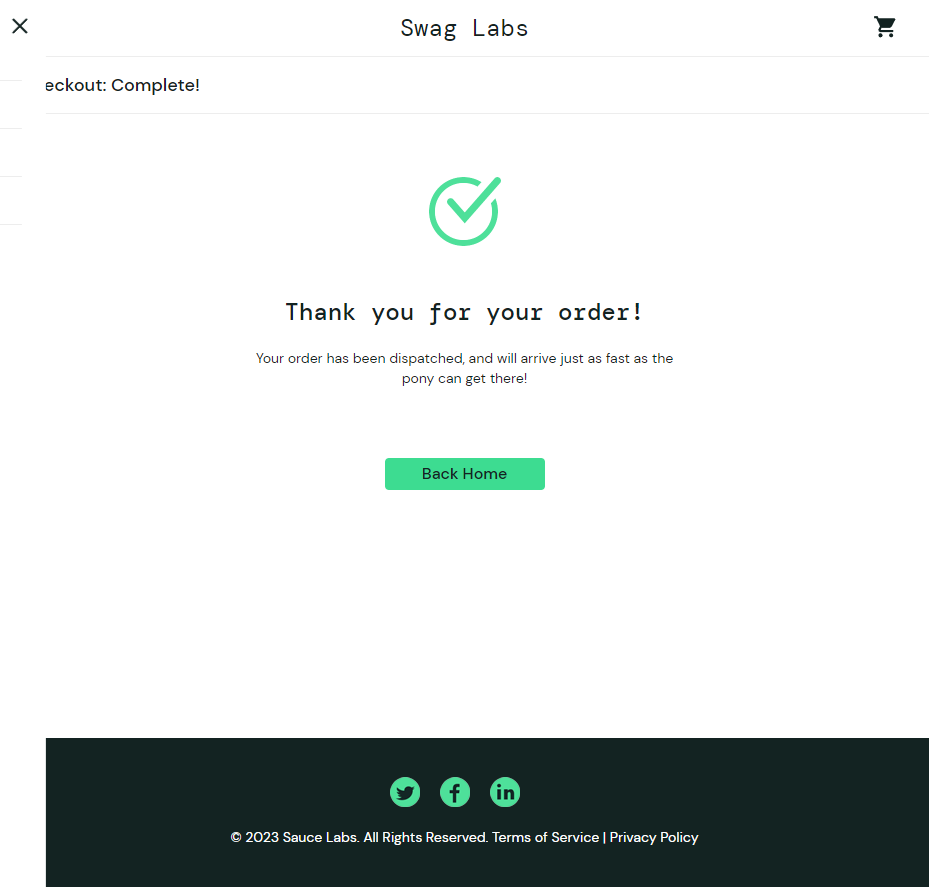 Swag Labs
eckout: Complete!
Thank you for your order!
Your order has been dispatched, and will arrive just as fast as the
pony can get there!
Back Home
© 2023 Sauce Labs. All Rights Reserved. Terms of Service | Privacy Policy